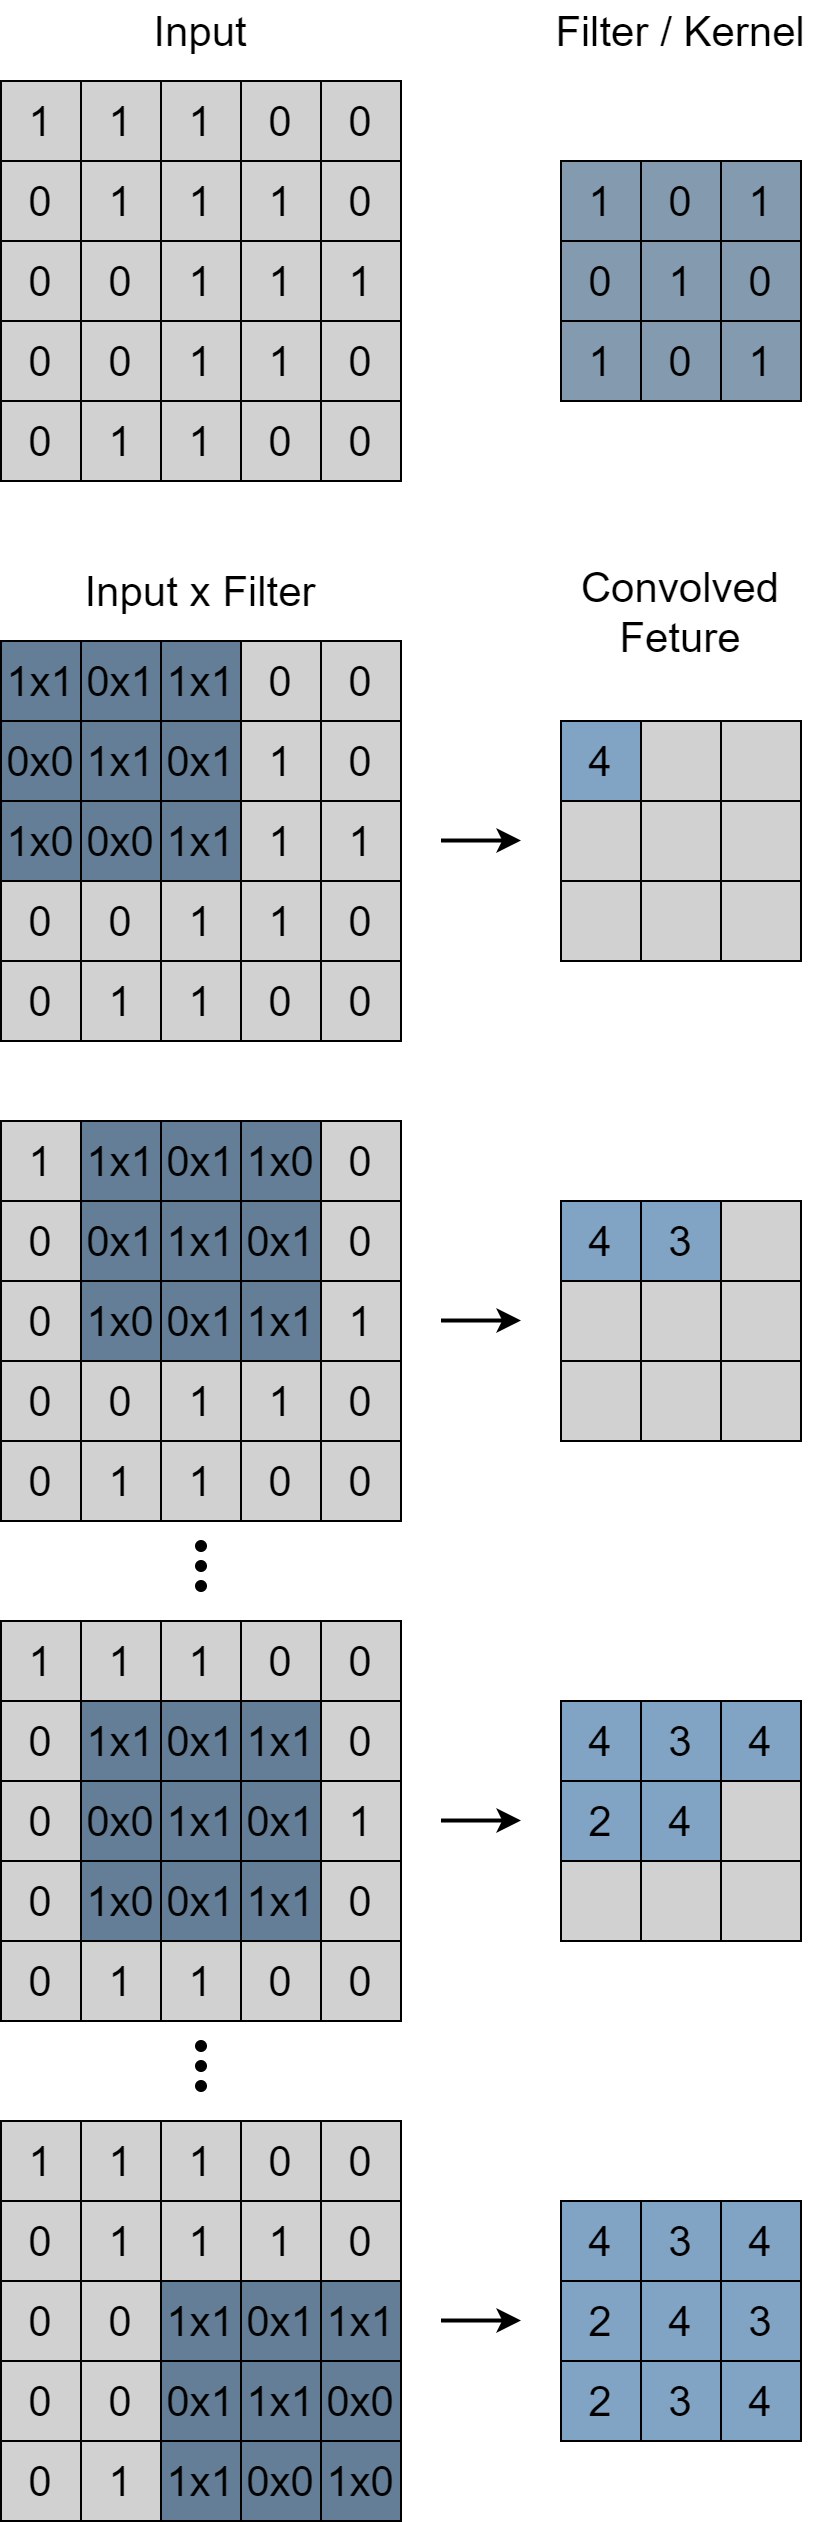 Input
Filter / Kernel
1 1 1 0 0
0 1 1 1 0
0 0 1 1 1
0 0 1 1 0
0 1 1 0 0
1 0 1
0 1 0
1 0 1
Input x Filter
Convolved
Feture
1x1 0x1 1x1 0 0
0x0 1x1 0x1 1 0
1x0 0x0 1x1 1 1
0 0 1 1 0
0 1 1 0 0
4
1 1x1 0x1 1x0 0
0 0x1 1x1 0x1 0
0 1x0 0x1 1x1 1
0 0 1 1 0
0 1 1 0 0
4 3
1 1 1 0 0
0 1x1 0x1 1x1 0
0 0x0 1x1 0x1 1
0 1x0 0x1 1x1 0
0 1 1 0 0
4 3 4
2 4
1 1 1 0 0
0 1 1 1 0
0 0 1x1 0x1 1x1
0 0 0x1 1x1 0x0
0 1 1x1 0x0 1x0
4 3 4
2 4 3
2 3 4